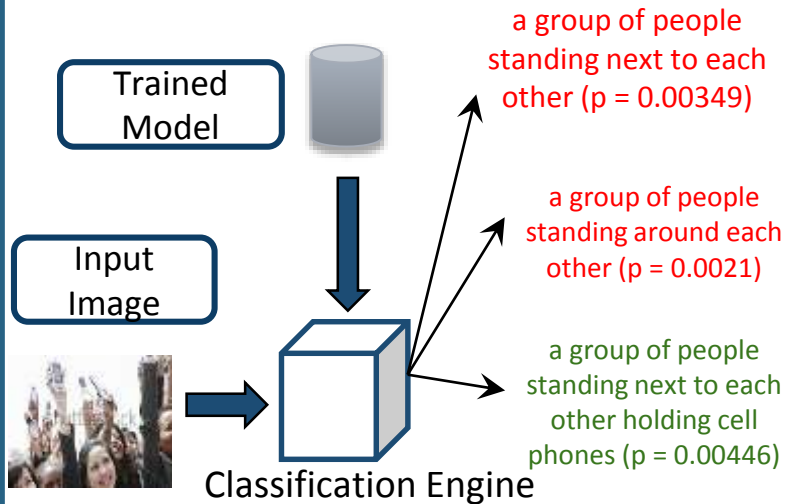 Trained
Model
Input
Image
Classification Engine
a group of people
standing next to each
other (p = 0.00349)
a group of people
standing around each
other (p = 0.0021)
a group of people
standing next to each
other holding cell
phones (p = 0.00446)